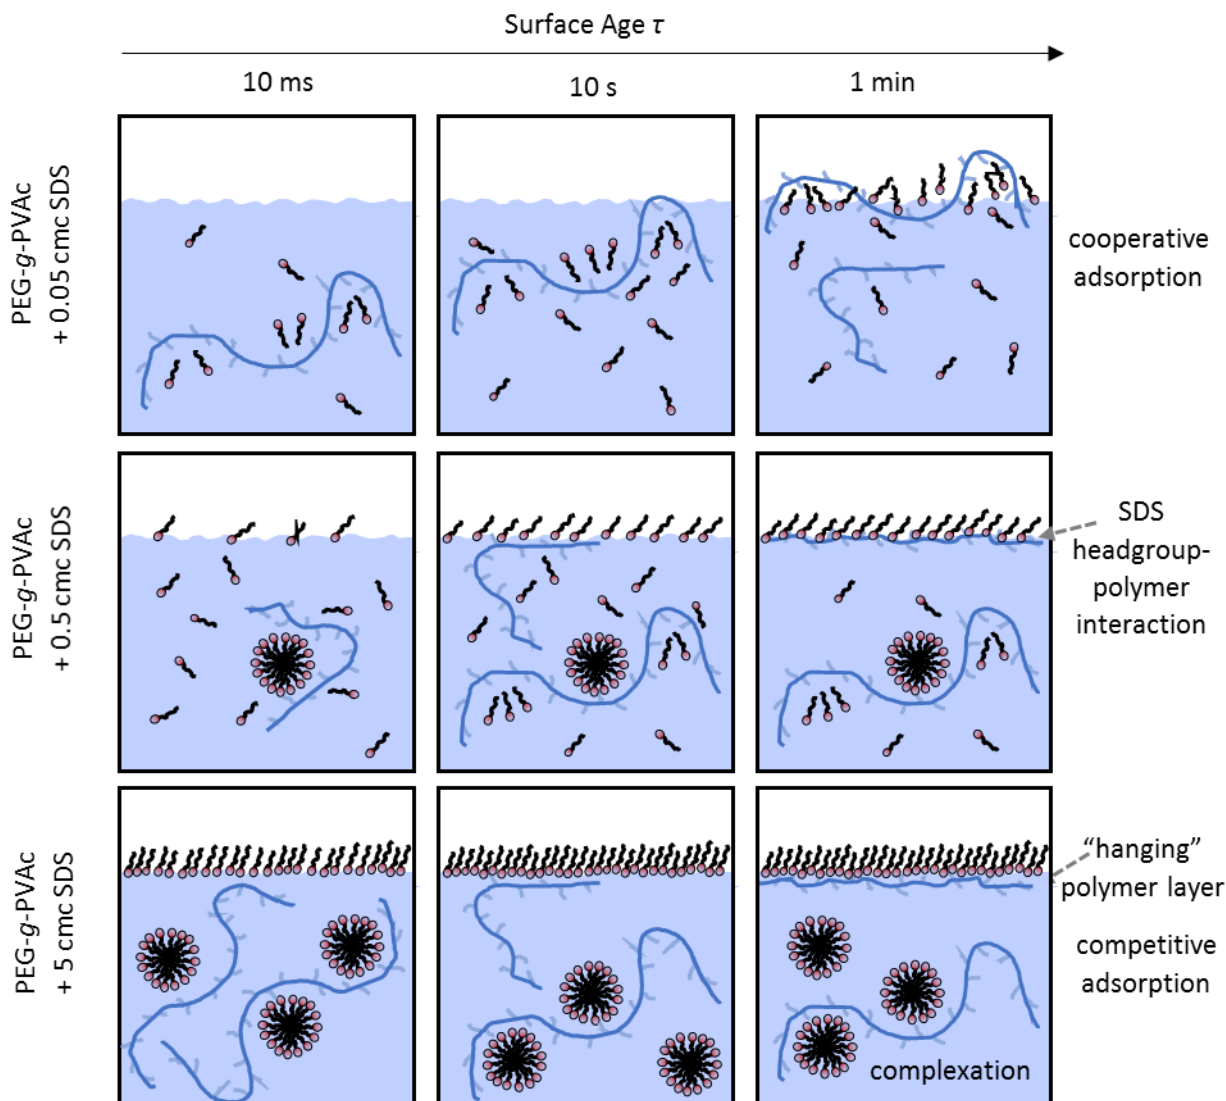 Surface Age τ
10 ms
10 s
1 min
PEG-g-PVAc
+ 0.05 cmc SDS
cooperative
adsorption
PEG-g-PVAc
+ 0.5 cmc SDS
SDS
headgroup-
polymer
interaction
PEG-g-PVAc
+ 5 cmc SDS
“hanging”
polymer layer
competitive
adsorption
complexation